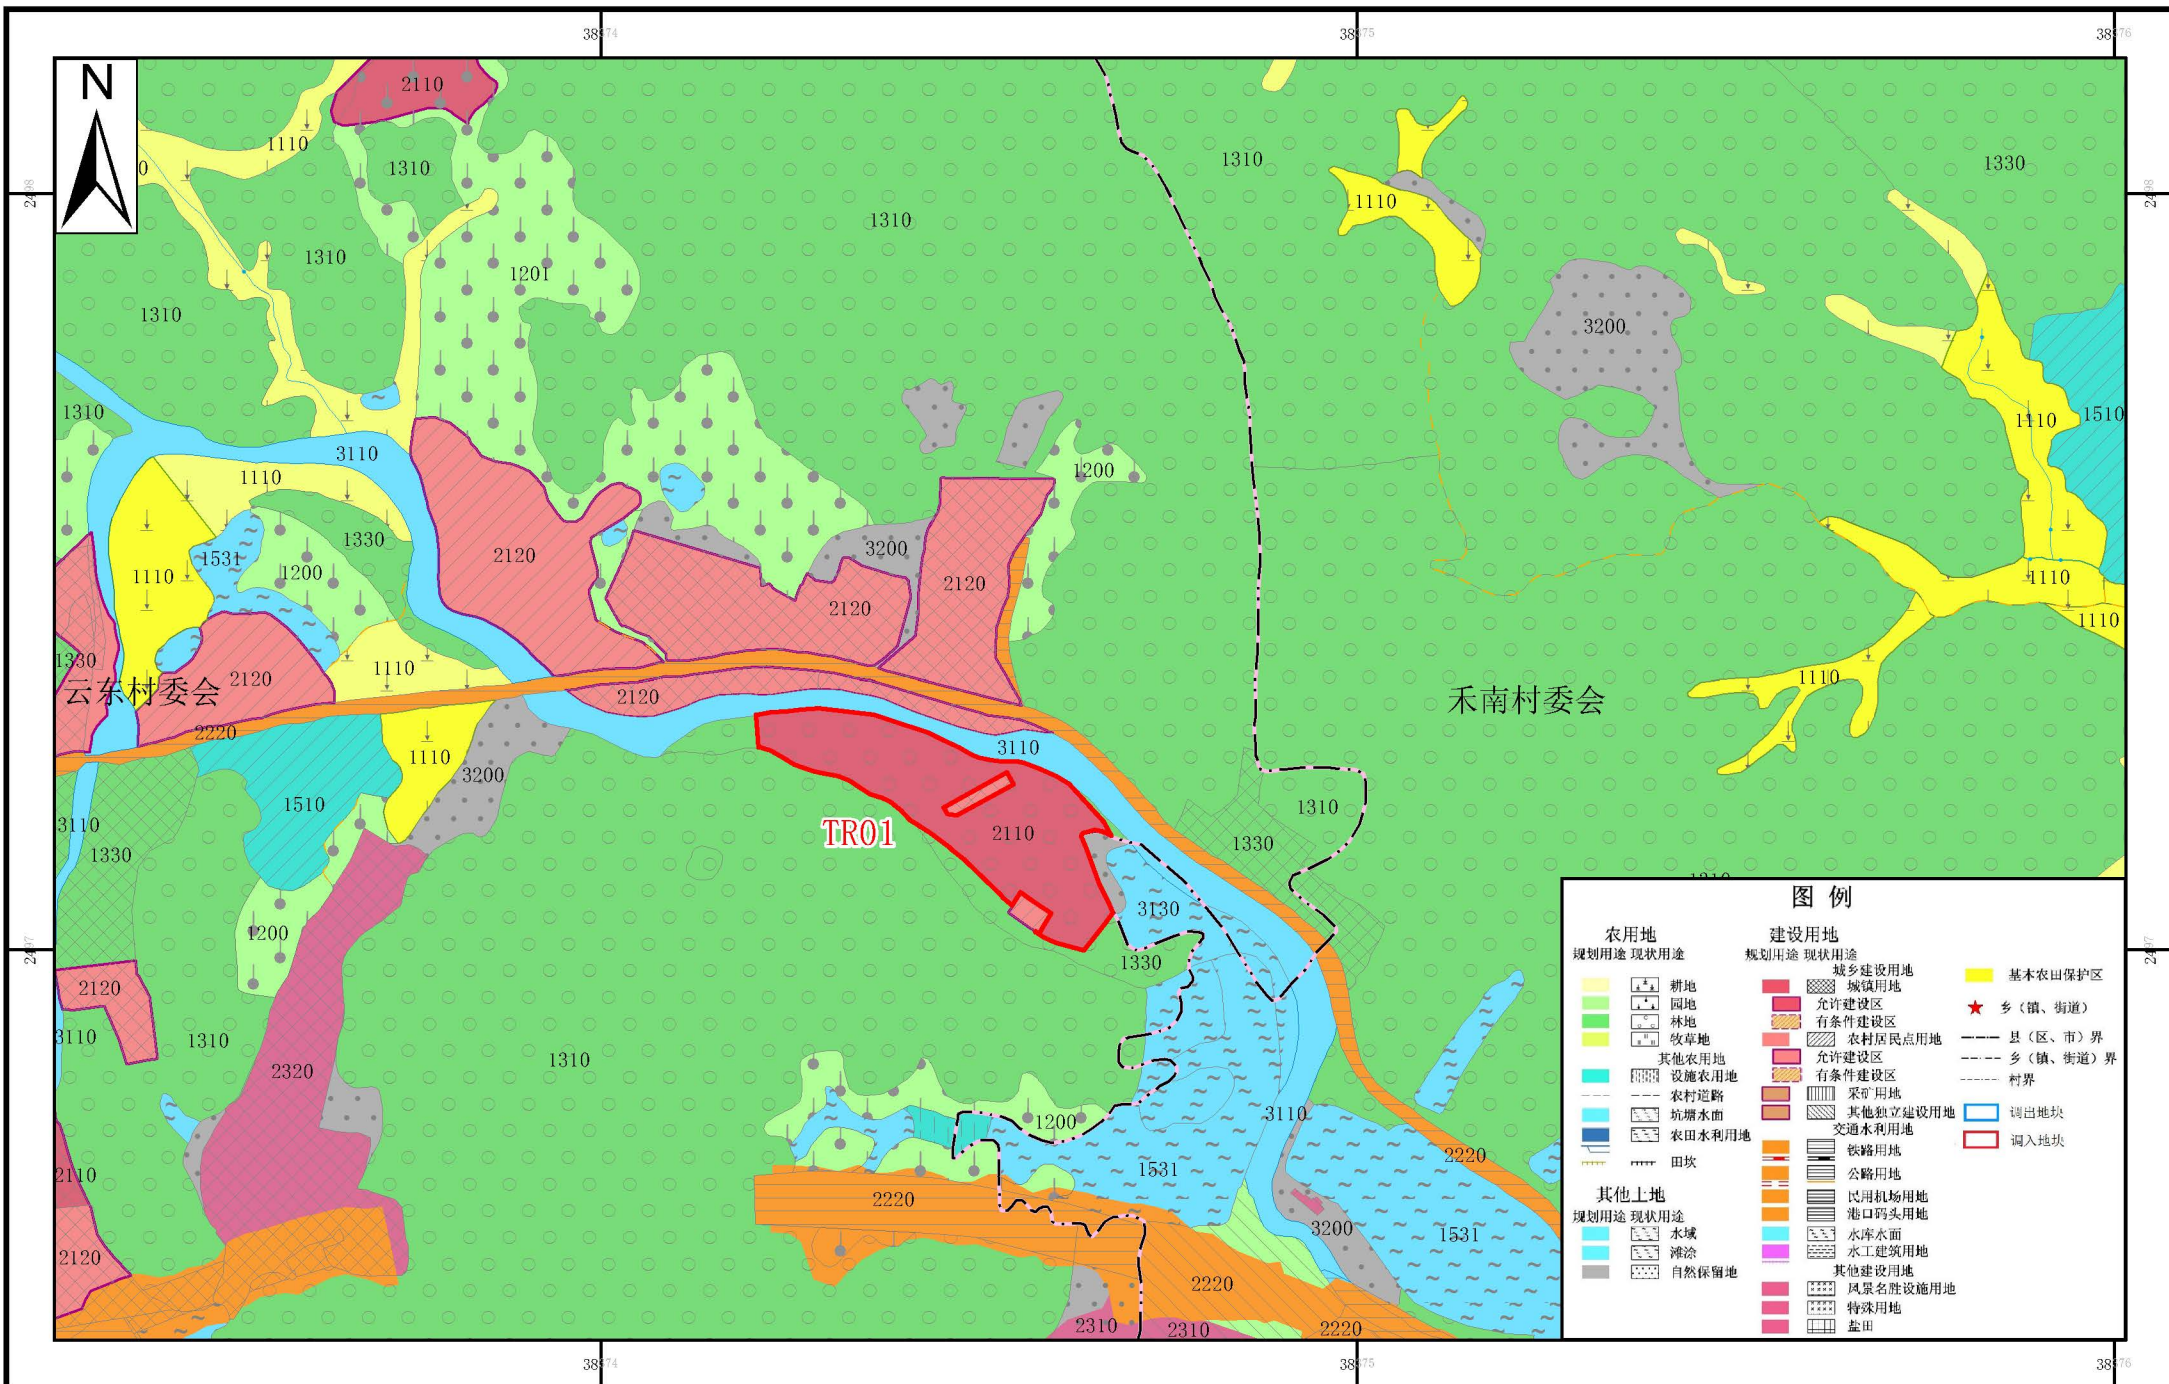 38374
38375
38376
2498
2498
N
2110
1110
1310
1310
1330
1310
1110
1310
1201
1310
1310
3200
1310
1110
1510
3110
1110
1200
1330
3200
1531
1110
1200
2120
2120
2120
1110
1110
1330
云东村委会
2120
1110
2120
1110
禾南村委会
2220
3110
1110
3200
1510
1310
TR01
2110
3110
1330
1330
3130
1200
1330
2497
2497
2120
3110
1310
1310
2320
3110
1200
2110
1531
2220
2220
3200
1531
2120
2220
2310
2310
2220
图 例
农用地
规划用途 现状用途
耕地
园地
林地
牧草地
其他农用地
设施农用地
农村道路
坑塘水面
农田水利用地
田坎
其他土地
规划用途 现状用途
水域
滩涂
自然保留地
建设用地
规划用途 现状用途
城乡建设用地
城镇用地
允许建设区
有条件建设区
农村居民点用地
允许建设区
有条件建设区
采矿用地
其他独立建设用地
交通水利用地
铁路用地
公路用地
民用机场用地
港口码头用地
水库水面
水工建筑用地
其他建设用地
风景名胜设施用地
特殊用地
盐田
基本农田保护区
乡（镇、街道）
县（区、市）界
乡（镇、街道）界
村界
调出地块
调入地块
38374
38375
38376